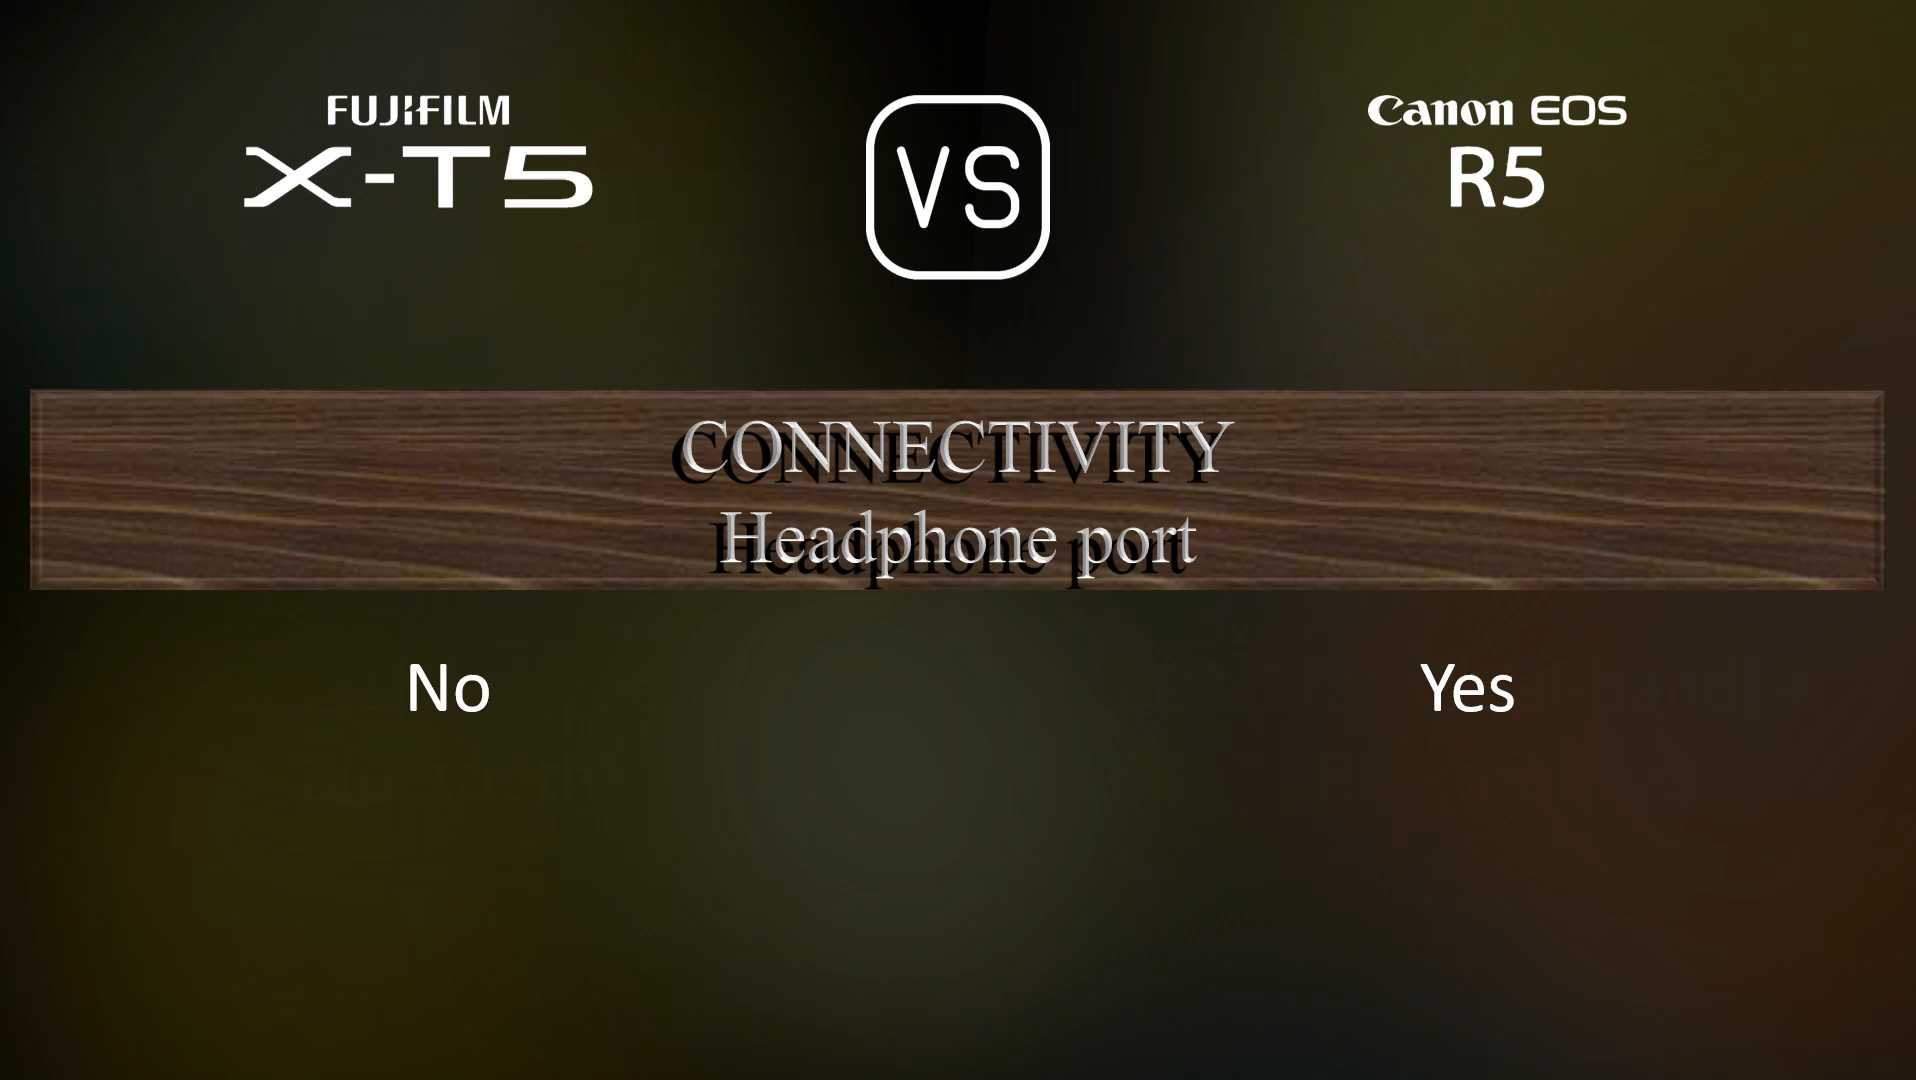 FUJIFILM
X-T5
VS
Canon EOS
R5
CONNECTIVITY
Headphone port
No
Yes